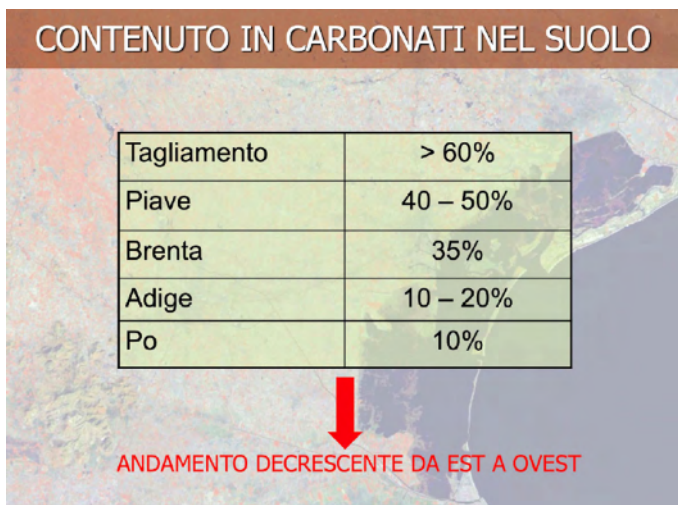 CONTENUTO IN CARBONATI NEL SUOLO
Tagliamento > 60%
Piave 40 – 50%
Brenta 35%
Adige 10 – 20%
Po 10%
ANDAMENTO DECRESCENTE DA EST A OVEST